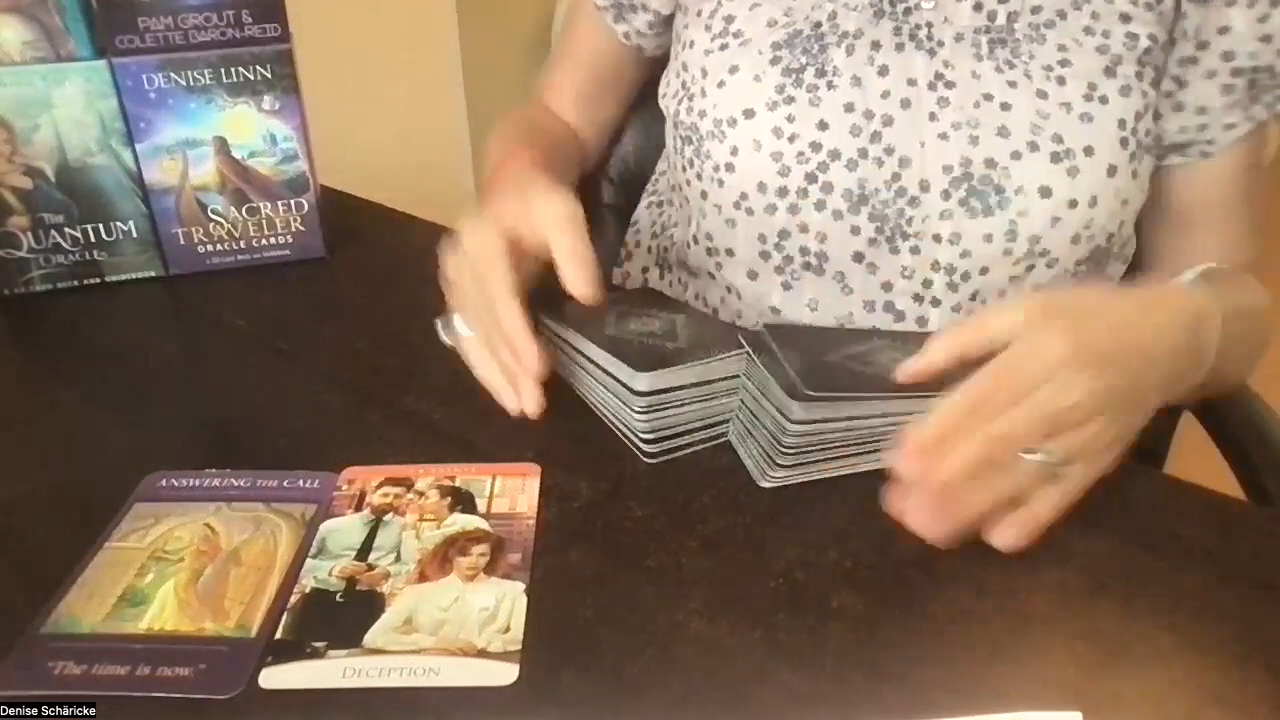 PAM GROUT &
COLETTE BARON-REID
DENISE LINN
THE
QUANTUM
ORACLE
SACRED
TRAVELER
ORACLE CARDS
ANSWERING THE CALL
"The time is now."
DECEPTION
Denise Schäricke